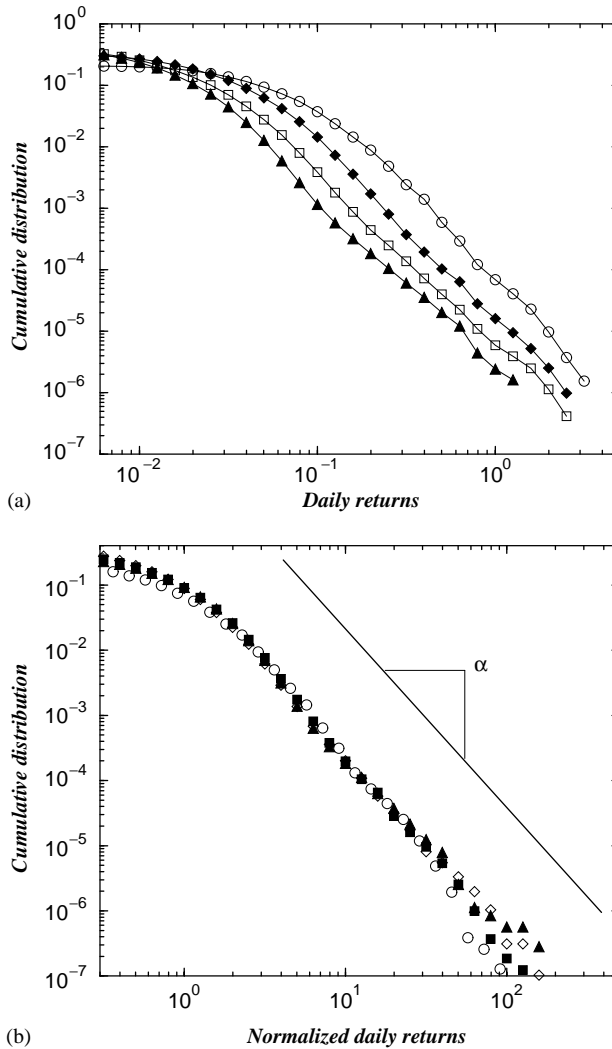 10^0
10^-1
10^-2
10^-3
10^-4
10^-5
10^-6
10^-7
Cumulative distribution
10^-2 10^-1 10^0
(a) Daily returns
10^-1
10^-2
10^-3
10^-4
10^-5
10^-6
10^-7
Cumulative distribution
α
10^0 10^1 10^2
(b) Normalized daily returns